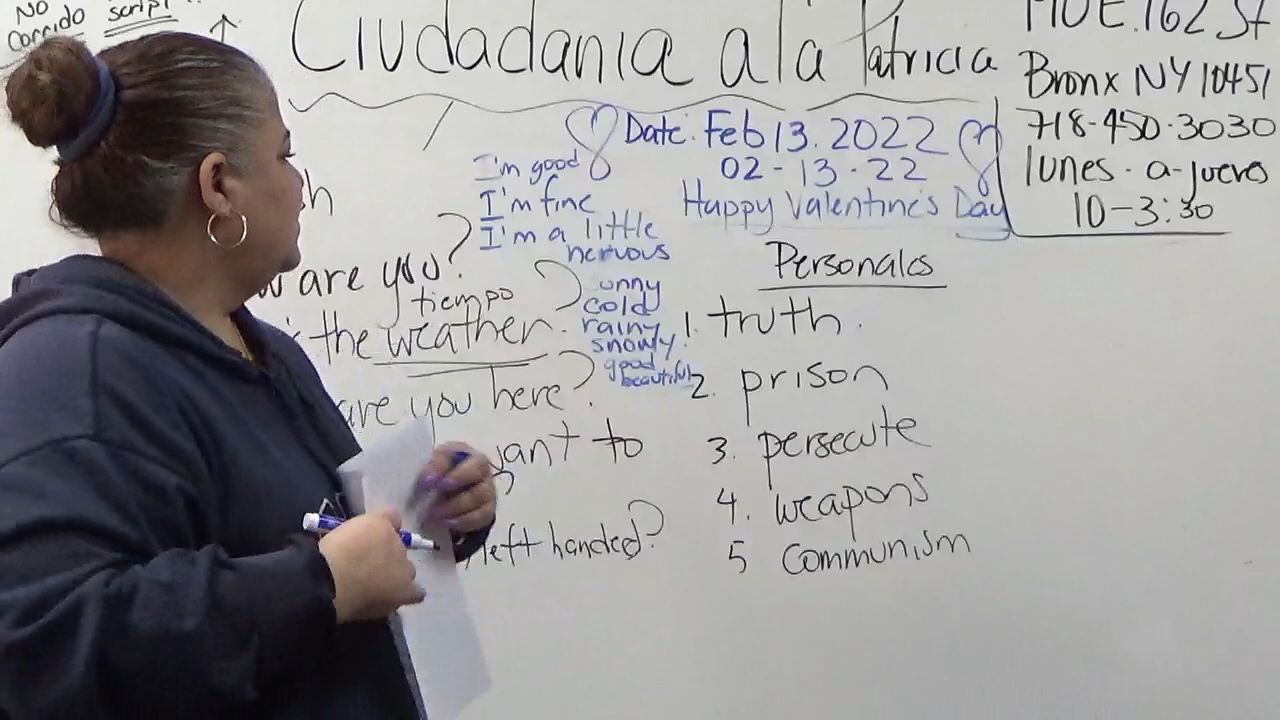 No
Corrido
script
Ciudadania a la Patricia
Bronx NY 10451
718-450-3030
lunes - a - jueves
10-3:30
Date: Feb 13. 2022
02-13-22
Happy Valentine's Day
I'm good
I'm fine
I'm a little
nervous
are you?
tiempo
the weather.
unny
cold
rainy
snowy
good
beautiful
are you here?
want to
left handed?
Personales
1. truth.
2. prison
3. persecute
4. weapons
5 Communism